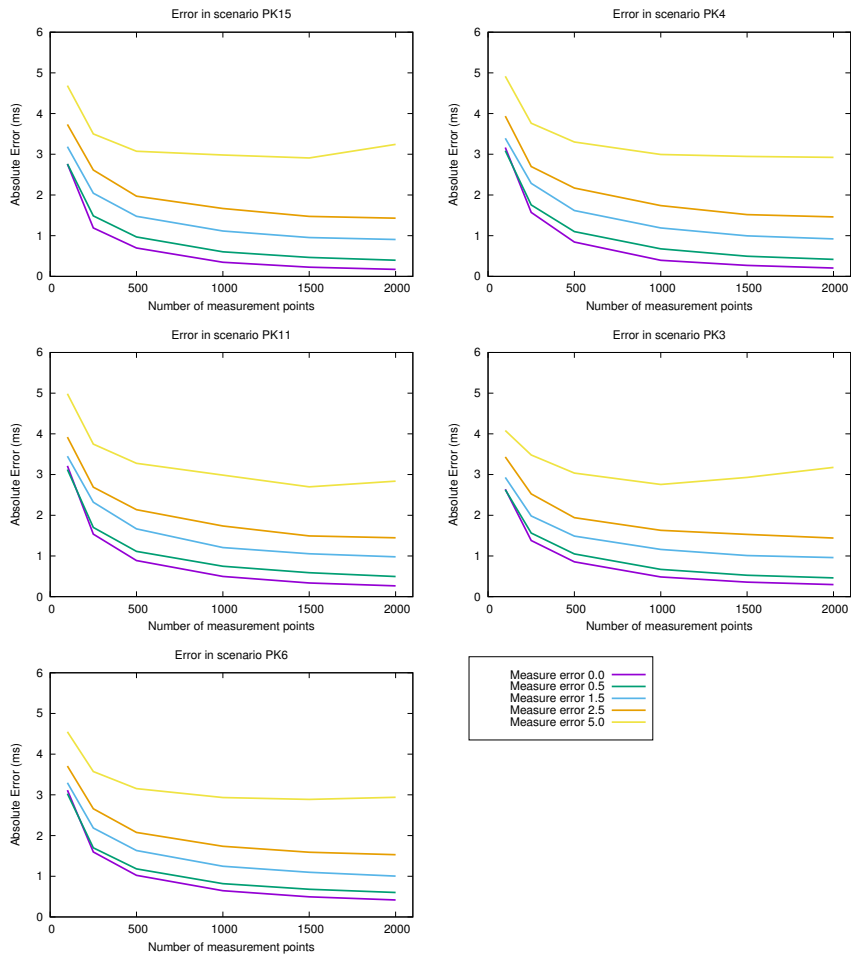 Error in scenario PK15
Absolute Error (ms)
6
5
4
3
2
1
0
0 500 1000 1500 2000
Number of measurement points
Error in scenario PK4
Absolute Error (ms)
6
5
4
3
2
1
0
0 500 1000 1500 2000
Number of measurement points
Error in scenario PK11
Absolute Error (ms)
6
5
4
3
2
1
0
0 500 1000 1500 2000
Number of measurement points
Error in scenario PK3
Absolute Error (ms)
6
5
4
3
2
1
0
0 500 1000 1500 2000
Number of measurement points
Error in scenario PK6
Absolute Error (ms)
6
5
4
3
2
1
0
0 500 1000 1500 2000
Number of measurement points
Measure error 0.0
Measure error 0.5
Measure error 1.5
Measure error 2.5
Measure error 5.0